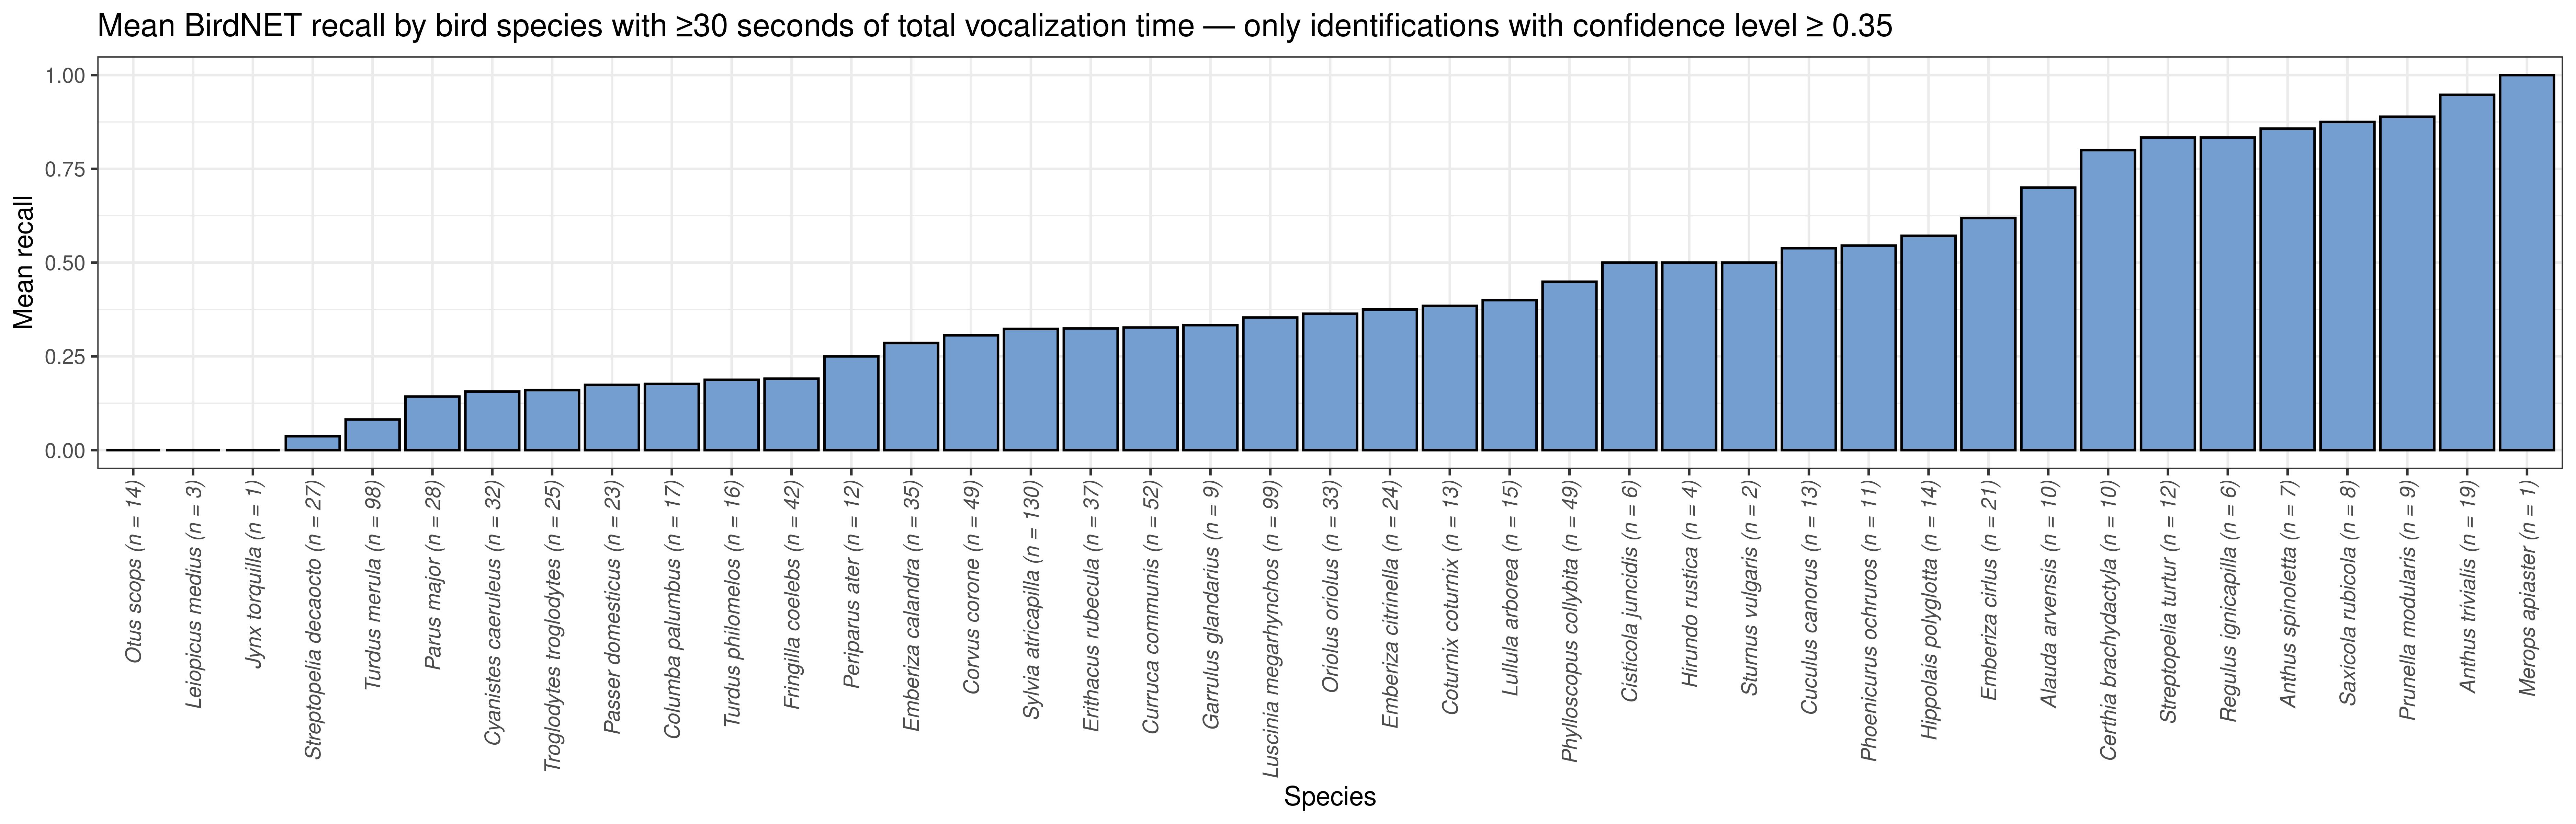 Mean BirdNET recall by bird species with ≥30 seconds of total vocalization time — only identifications with confidence level ≥ 0.35
Mean recall
1.00
0.75
0.50
0.25
0.00
Otus scops (n = 14)
Leiopicus medius (n = 3)
Jynx torquilla (n = 1)
Streptopelia decaocto (n = 27)
Turdus merula (n = 98)
Parus major (n = 28)
Cyanistes caeruleus (n = 32)
Troglodytes troglodytes (n = 25)
Passer domesticus (n = 23)
Columba palumbus (n = 17)
Turdus philomelos (n = 16)
Fringilla coelebs (n = 42)
Periparus ater (n = 12)
Emberiza calandra (n = 35)
Corvus corone (n = 49)
Sylvia atricapilla (n = 130)
Erithacus rubecula (n = 37)
Curruca communis (n = 52)
Garrulus glandarius (n = 9)
Luscinia megarhynchos (n = 99)
Oriolus oriolus (n = 33)
Emberiza citrinella (n = 24)
Coturnix coturnix (n = 13)
Lullula arborea (n = 15)
Phylloscopus collybita (n = 49)
Cisticola juncidis (n = 6)
Hirundo rustica (n = 4)
Sturnus vulgaris (n = 2)
Cuculus canorus (n = 13)
Phoenicurus ochruros (n = 11)
Hippolais polyglotta (n = 14)
Emberiza cirlus (n = 21)
Alauda arvensis (n = 10)
Certhia brachydactyla (n = 10)
Streptopelia turtur (n = 12)
Regulus ignicapilla (n = 6)
Anthus spinoletta (n = 7)
Saxicola rubicola (n = 8)
Prunella modularis (n = 9)
Anthus trivialis (n = 19)
Merops apiaster (n = 1)
Species